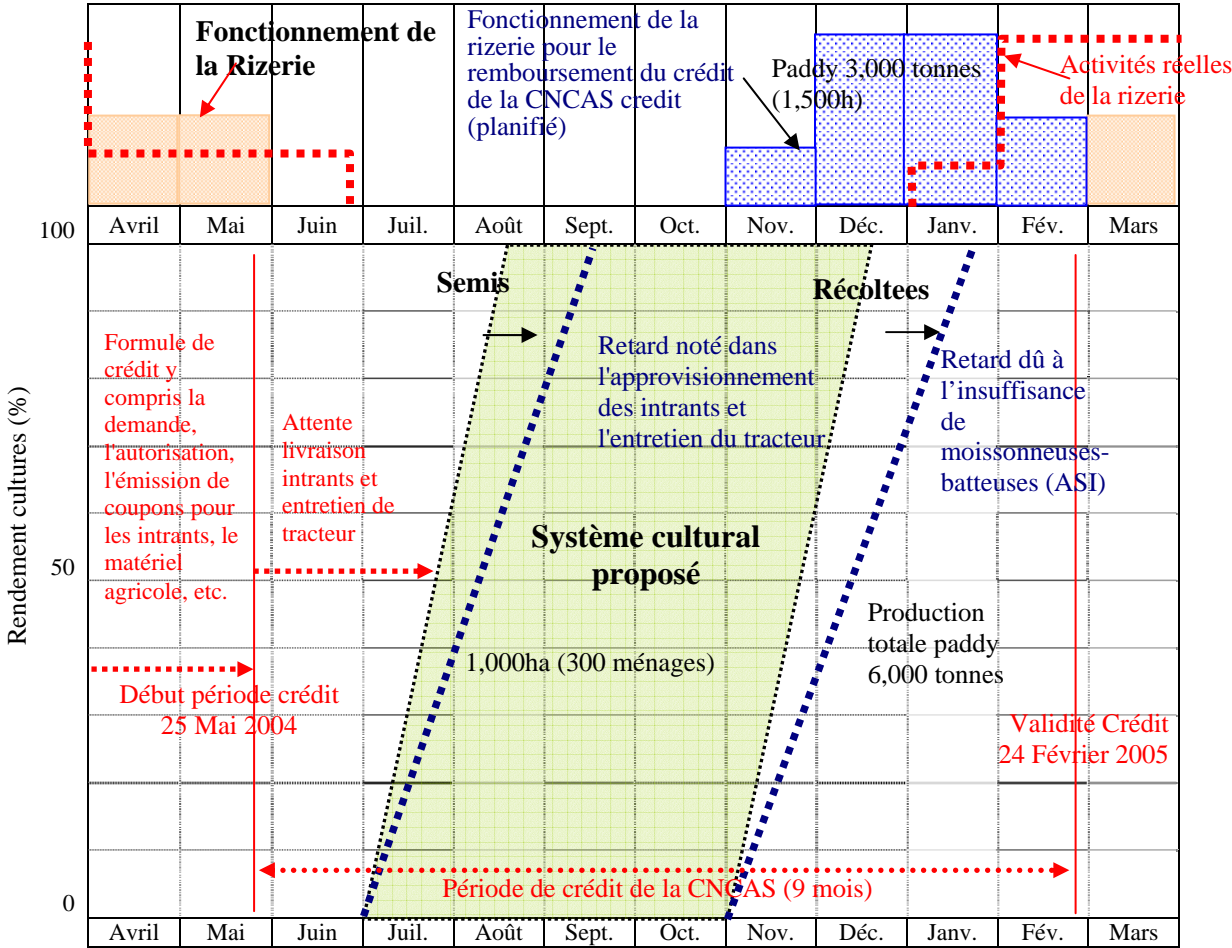 Fonctionnement de
la Rizerie
Fonctionnement de la
rizerie pour le
remboursement du crédit
de la CNCAS credit
(planifié)
Paddy 3,000 tonnes
(1,500h)
Activités réelles
de la rizerie
Avril Mai Juin Juil. Août Sept. Oct. Nov. Déc. Janv. Fév. Mars
100
50
0
Rendement cultures (%)
Semis
Récoltees
Formule de
crédit y
compris la
demande,
l'autorisation,
l'émission de
coupons pour
les intrants, le
matériel
agricole, etc.
Attente
livraison
intrants et
entretien de
tracteur
Retard noté dans
l'approvisionnement
des intrants et
l'entretien du tracteur
Retard dû à
l’insuffisance
de
moissonneuses-
batteuses (ASI)
Système cultural
proposé
1,000ha (300 ménages)
Production
totale paddy
6,000 tonnes
Début période crédit
25 Mai 2004
Validité Crédit
24 Février 2005
Période de crédit de la CNCAS (9 mois)
Avril Mai Juin Juil. Août Sept. Oct. Nov. Déc. Janv. Fév. Mars